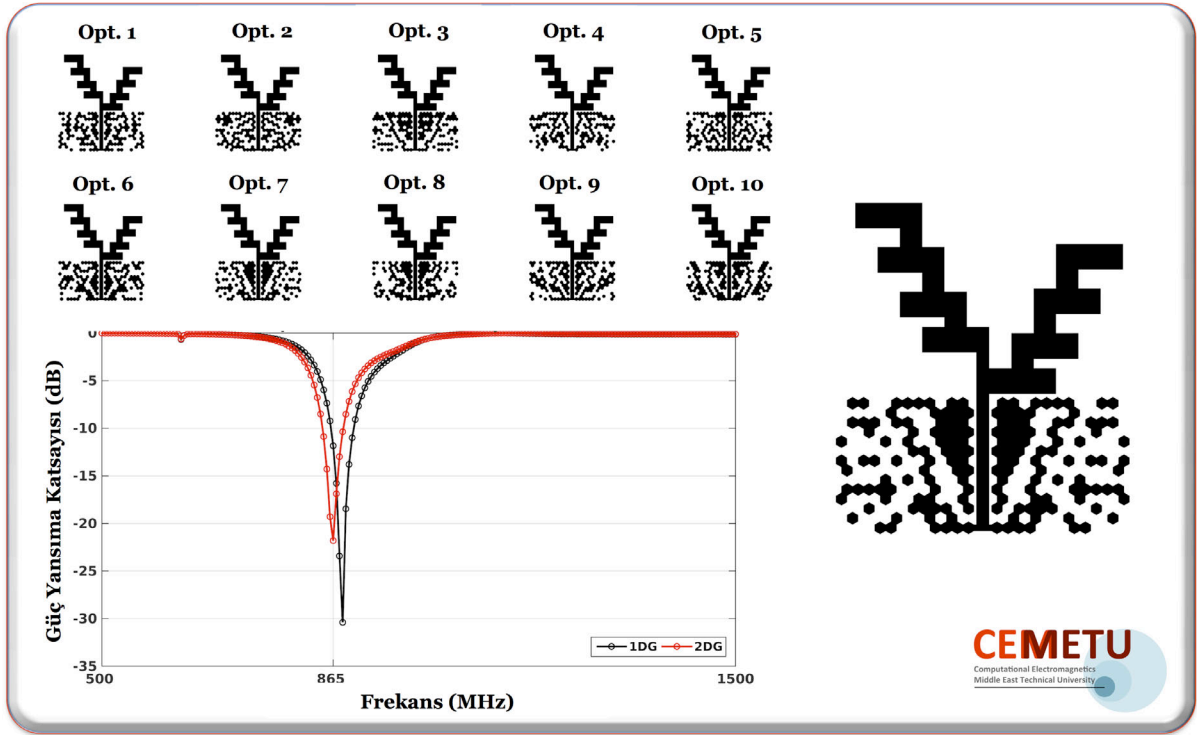 Opt. 1 Opt. 2 Opt. 3 Opt. 4 Opt. 5
Opt. 6 Opt. 7 Opt. 8 Opt. 9 Opt. 10
Güç Yansıma Katsayısı (dB)
0
-5
-10
-15
-20
-25
-30
-35
1DG 2DG
500 865 1500
Frekans (MHz)
CEMETU
Computational Electromagnetics
Middle East Technical University